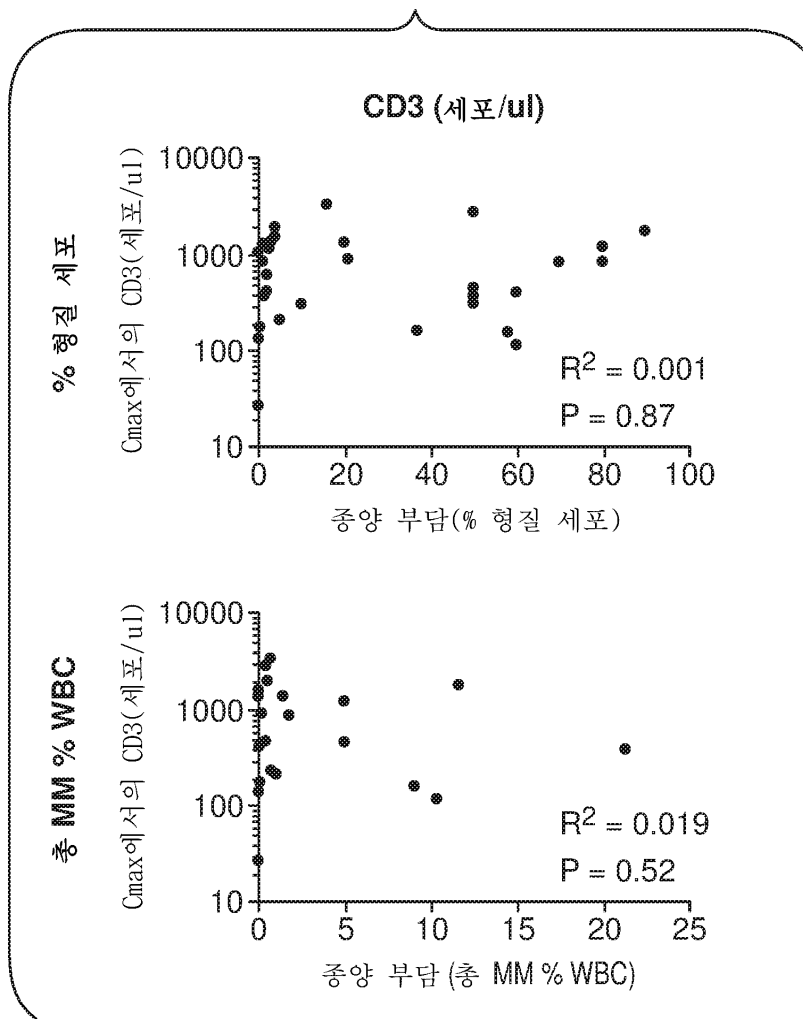 CD3 (세포/ul)
% 형질 세포
Cmax에서의 CD3(세포/ul)
10000
1000
100
10
R² = 0.001
P = 0.87
0 20 40 60 80 100
종양 부담(% 형질 세포)
총 MM % WBC
Cmax에서의 CD3(세포/ul)
10000
1000
100
10
R² = 0.019
P = 0.52
0 5 10 15 20 25
종양 부담 (총 MM % WBC)